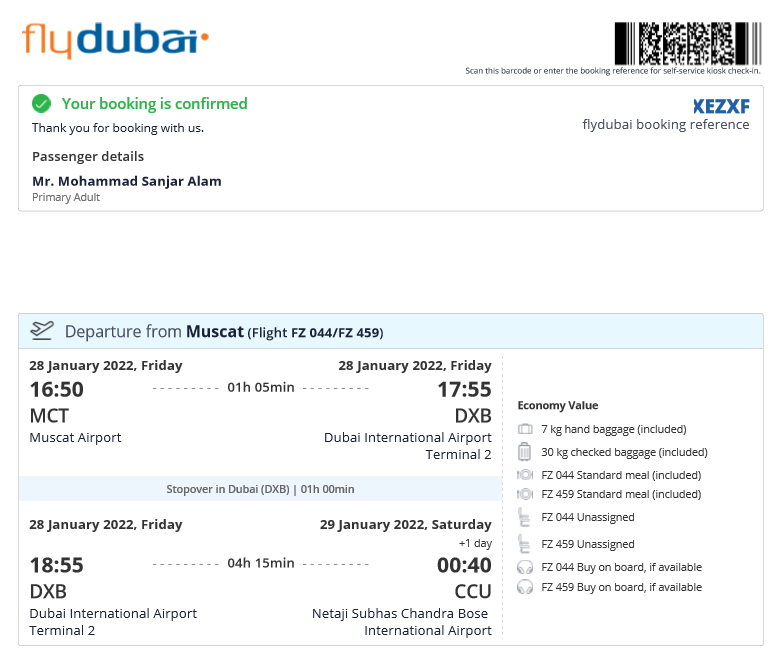 flydubai
Scan this barcode or enter the booking reference for self-service kiosk check-in.
Your booking is confirmed
Thank you for booking with us.
XEZXF
flydubai booking reference
Passenger details
Mr. Mohammad Sanjar Alam
Primary Adult
Departure from Muscat (Flight FZ 044/FZ 459)
28 January 2022, Friday
28 January 2022, Friday
16:50
01h 05min
17:55
MCT
DXB
Muscat Airport
Dubai International Airport
Terminal 2
Stopover in Dubai (DXB) | 01h 00min
28 January 2022, Friday
29 January 2022, Saturday
+1 day
18:55
04h 15min
00:40
DXB
CCU
Dubai International Airport
Terminal 2
Netaji Subhas Chandra Bose
International Airport
Economy Value
7 kg hand baggage (included)
30 kg checked baggage (included)
FZ 044 Standard meal (included)
FZ 459 Standard meal (included)
FZ 044 Unassigned
FZ 459 Unassigned
FZ 044 Buy on board, if available
FZ 459 Buy on board, if available